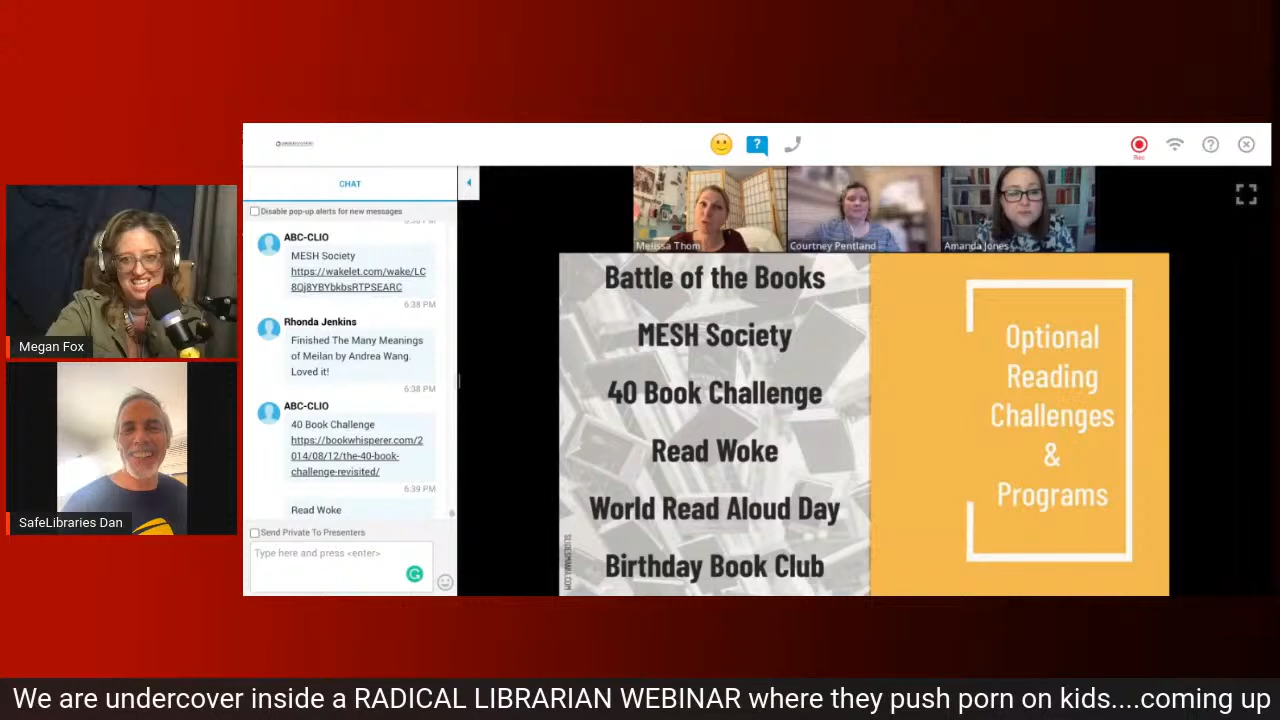 CHAT
Disable pop-up alerts for new messages
ABC-CLIO
MESH Society
https://wakelet.com/wake/LC
8Oj8YBYbkbsRTPSEARC
6:38 PM
Rhonda Jenkins
Finished The Many Meanings
of Meilan by Andrea Wang.
Loved it!
6:38 PM
ABC-CLIO
40 Book Challenge
https://bookwhisperer.com/2
014/08/12/the-40-book-
challenge-revisited/
6:39 PM
Read Woke
Send Private To Presenters
Type here and press <enter>
Rec
Melissa Thom
Courtney Pentland
Amanda Jones
Battle of the Books
MESH Society
40 Book Challenge
Read Woke
World Read Aloud Day
Birthday Book Club
SLIDESMANIA.COM
Optional
Reading
Challenges
&
Programs
Megan Fox
SafeLibraries Dan
We are undercover inside a RADICAL LIBRARIAN WEBINAR where they push porn on kids....coming up